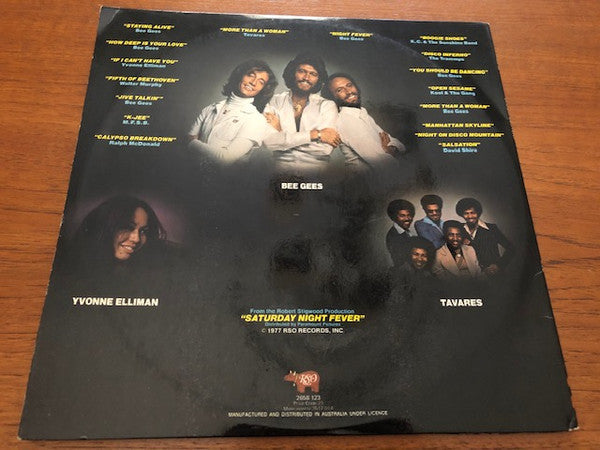 "STAYING ALIVE"
Bee Gees
"HOW DEEP IS YOUR LOVE"
Bee Gees
"IF I CAN'T HAVE YOU"
Yvonne Elliman
"FIFTH OF BEETHOVEN"
Walter Murphy
"JIVE TALKIN'"
Bee Gees
"K-JEE"
M.F.S.B.
"CALYPSO BREAKDOWN"
Ralph McDonald
"MORE THAN A WOMAN"
Tavares
"NIGHT FEVER"
Bee Gees
"BOOGIE SHOES"
K.C. & The Sunshine Band
"DISCO INFERNO"
The Trammps
"YOU SHOULD BE DANCING"
Bee Gees
"OPEN SESAME"
Kool & The Gang
"MORE THAN A WOMAN"
Bee Gees
"MANHATTAN SKYLINE"
"NIGHT ON DISCO MOUNTAIN"
"SALSATION"
David Shire
BEE GEES
YVONNE ELLIMAN
TAVARES
From the Robert Stigwood Production
"SATURDAY NIGHT FEVER"
Distributed by Paramount Pictures
© 1977 RSO RECORDS, INC.
RSO
2658 123
MANUFACTURED AND DISTRIBUTED IN AUSTRALIA UNDER LICENCE